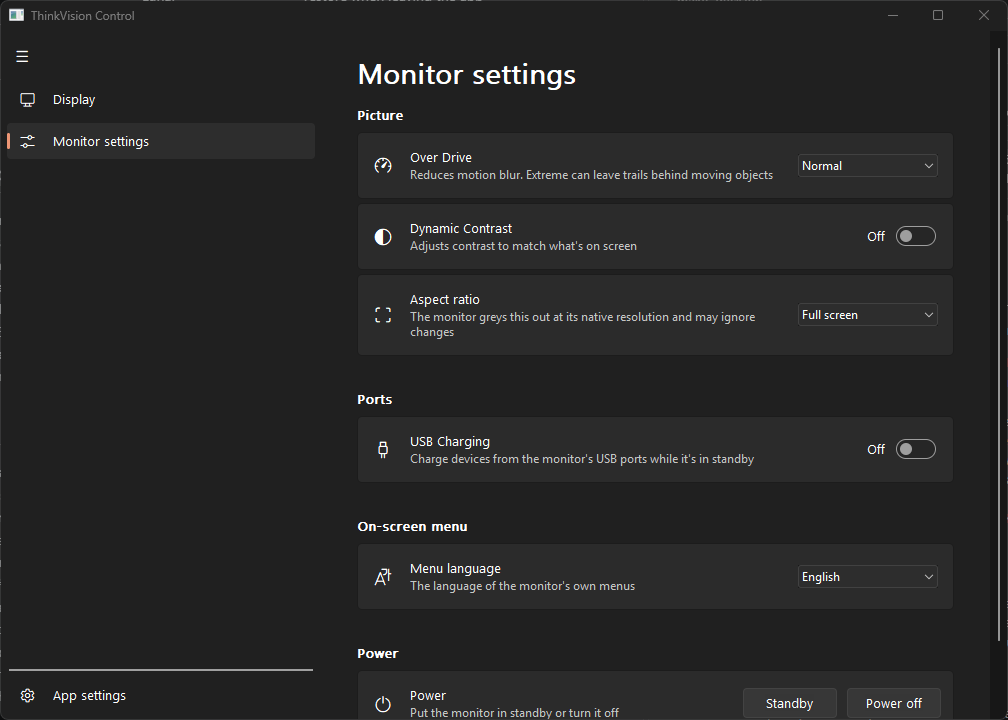 ThinkVision Control
Display
Monitor settings
App settings
Monitor settings
Picture
Over Drive
Reduces motion blur. Extreme can leave trails behind moving objects
Normal
Dynamic Contrast
Adjusts contrast to match what's on screen
Off
Aspect ratio
The monitor greys this out at its native resolution and may ignore
changes
Full screen
Ports
USB Charging
Charge devices from the monitor's USB ports while it's in standby
Off
On-screen menu
Menu language
The language of the monitor's own menus
English
Power
Power
Put the monitor in standby or turn it off
Standby
Power off